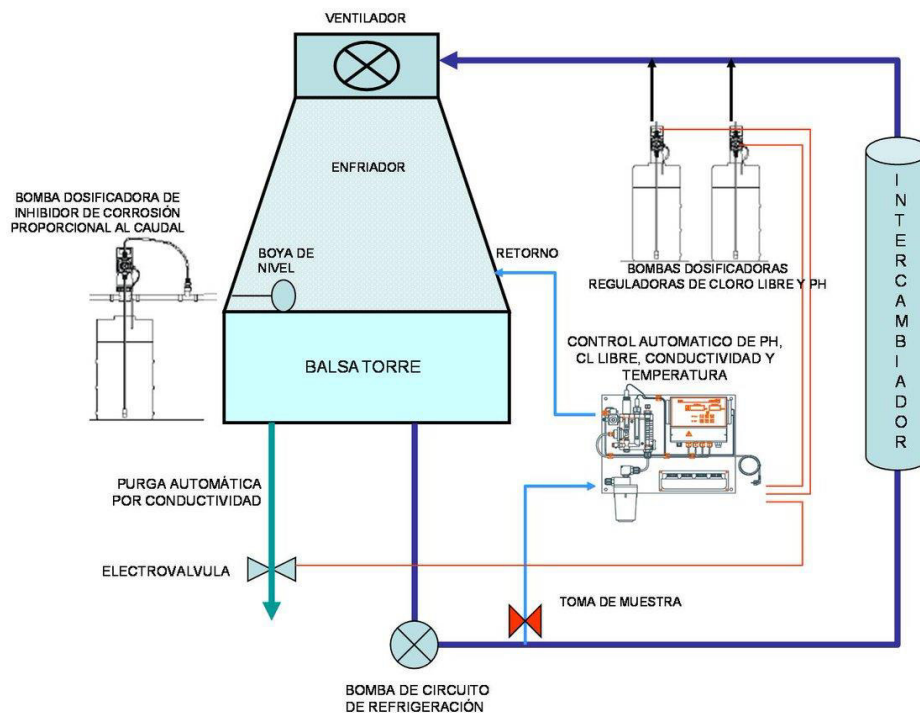 VENTILADOR
ENFRIADOR
BOMBA DOSIFICADORA DE
INHIBIDOR DE CORROSIÓN
PROPORCIONAL AL CAUDAL
BOYA DE
NIVEL
RETORNO
BOMBAS DOSIFICADORAS
REGULADORAS DE CLORO LIBRE Y PH
INTERCAMBIADOR
BALSA TORRE
CONTROL AUTOMATICO DE PH,
CL LIBRE, CONDUCTIVIDAD Y
TEMPERATURA
PURGA AUTOMÁTICA
POR CONDUCTIVIDAD
ELECTROVALVULA
TOMA DE MUESTRA
BOMBA DE CIRCUITO
DE REFRIGERACIÓN